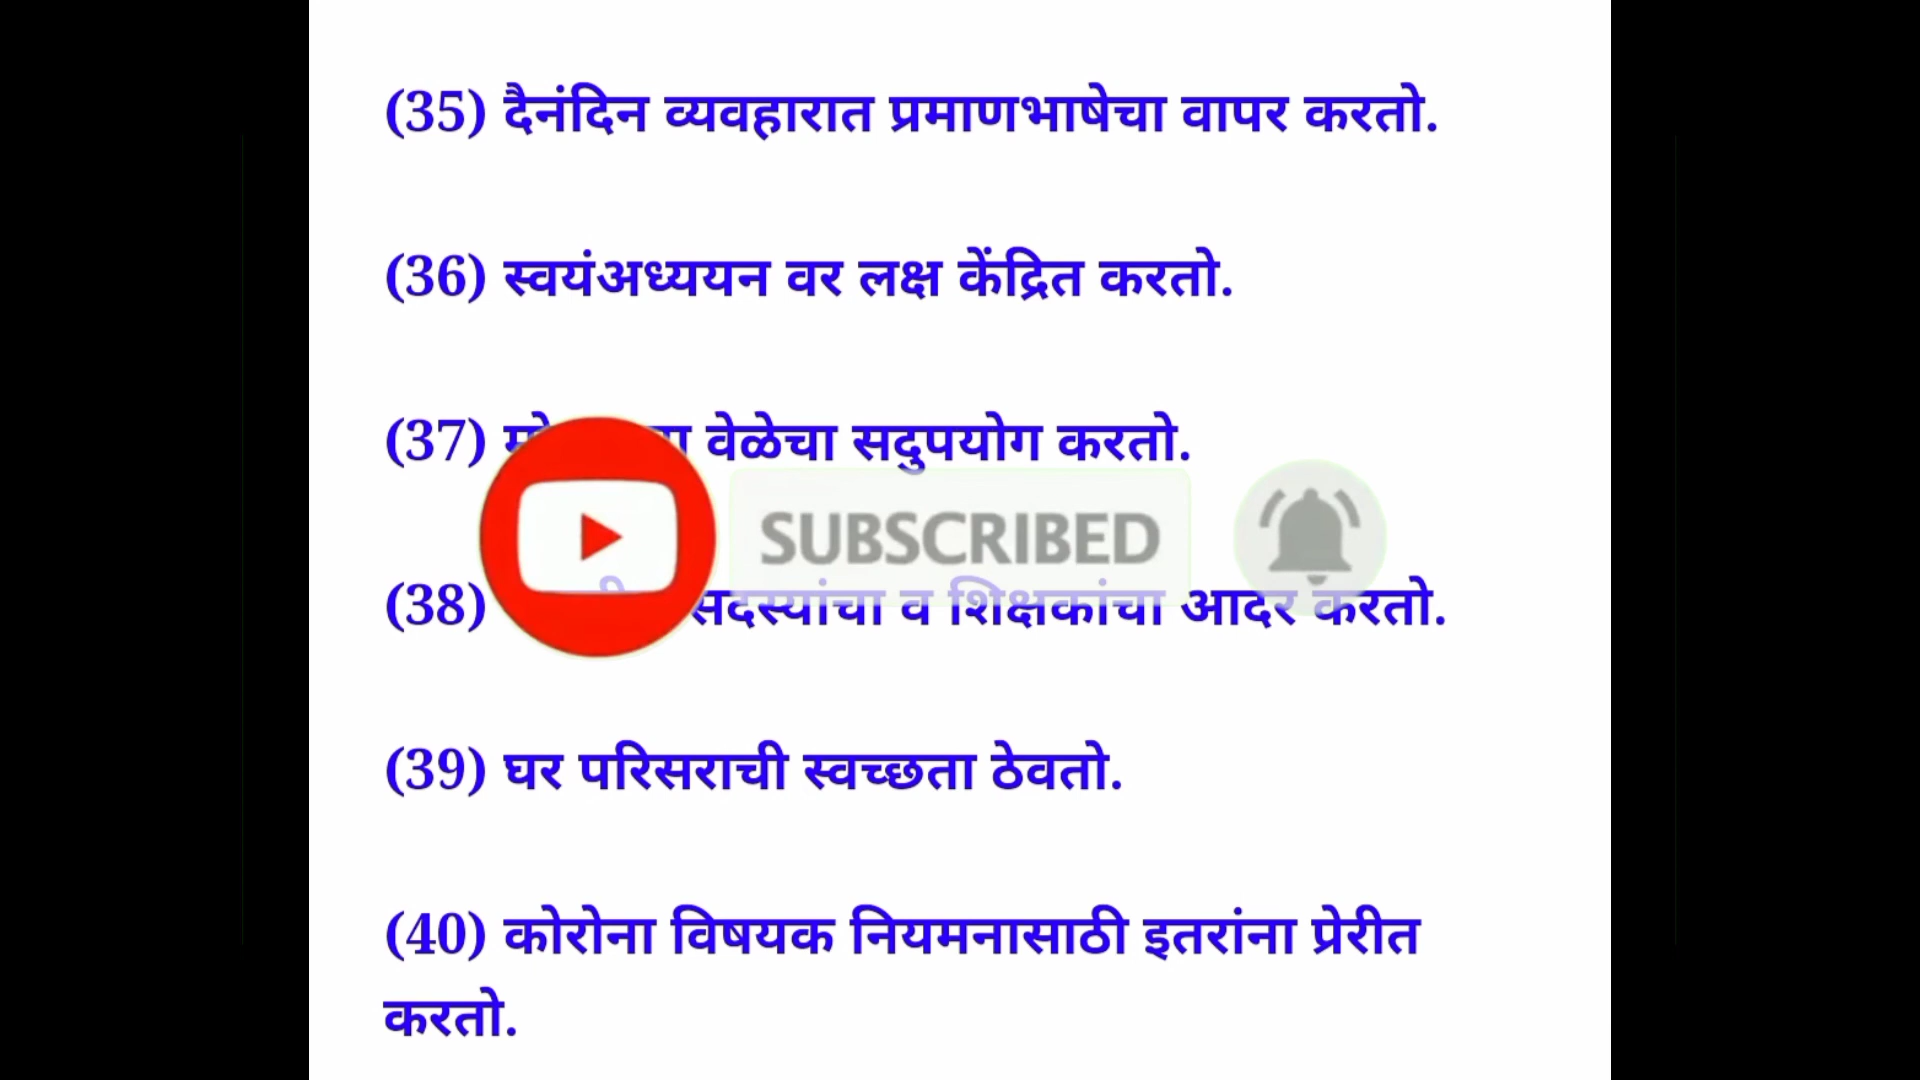 (35) दैनंदिन व्यवहारात प्रमाणभाषेचा वापर करतो.
(36) स्वयंअध्ययन वर लक्ष केंद्रित करतो.
(37) वेळेचा सदुपयोग करतो.
SUBSCRIBED
(38) सदस्यांचा व शिक्षकांचा आदर करतो.
(39) घर परिसराची स्वच्छता ठेवतो.
(40) कोरोना विषयक नियमनासाठी इतरांना प्रेरीत
करतो.